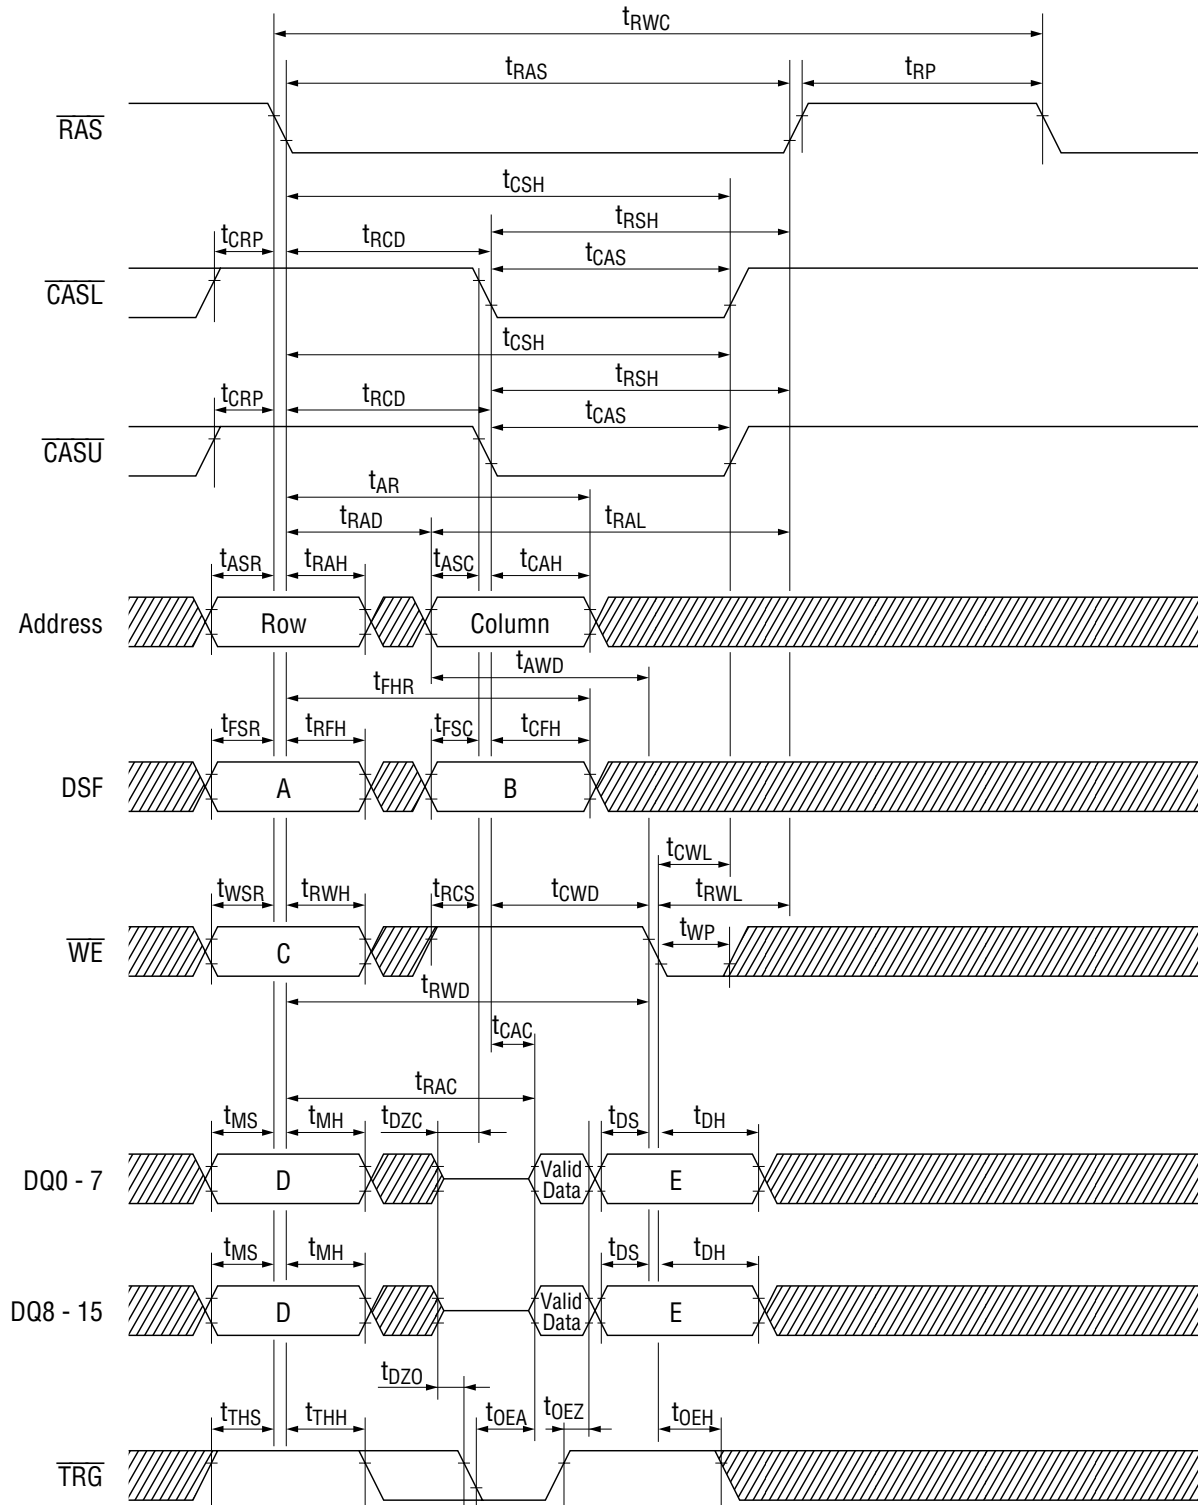 tRWC
tRAS tRP
RAS
tCSH
tRSH
tCRP tRCD tCAS
CASL
tCSH
tRSH
tCRP tRCD tCAS
CASU
tAR
tRAD tRAL
tASR tRAH tASC tCAH
Address Row Column
tAWD
tFHR
tFSR tRFH tFSC tCFH
DSF A B
tCWL
tWSR tRWH tRCS tCWD tRWL
tWP
WE C
tRWD
tCAC
tRAC
tMS tMH tDZC tDS tDH
DQ0 - 7 D Valid Data E
tMS tMH tDS tDH
DQ8 - 15 D Valid Data E
tDZO
tTHS tTHH tOEA tOEZ tOEH
TRG